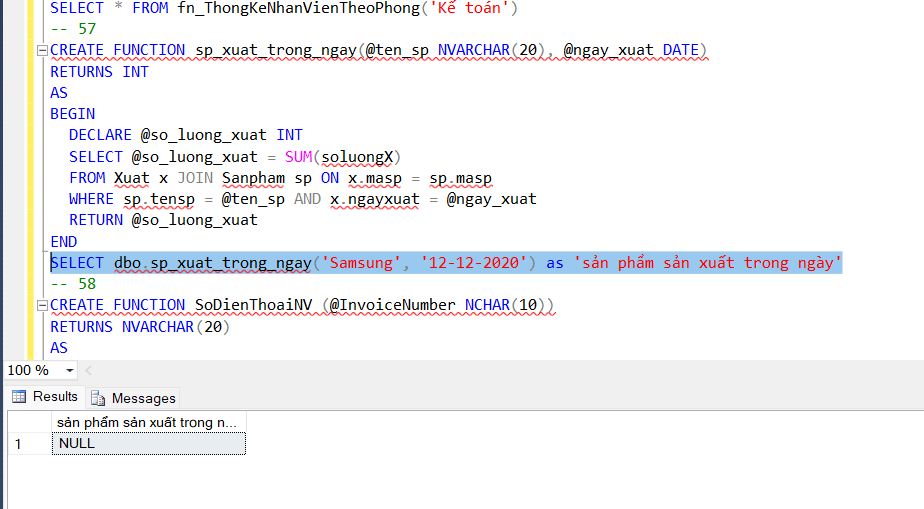 SELECT * FROM fn_ThongKeNhanVienTheoPhong('Kế toán')
-- 57
CREATE FUNCTION sp_xuat_trong_ngay(@ten_sp NVARCHAR(20), @ngay_xuat DATE)
RETURNS INT
AS
BEGIN
DECLARE @so_luong_xuat INT
SELECT @so_luong_xuat = SUM(soluongX)
FROM Xuat x JOIN Sanpham sp ON x.masp = sp.masp
WHERE sp.tensp = @ten_sp AND x.ngayxuat = @ngay_xuat
RETURN @so_luong_xuat
END
SELECT dbo.sp_xuat_trong_ngay('Samsung', '12-12-2020') as 'sản phẩm sản xuất trong ngày'
-- 58
CREATE FUNCTION SoDienThoaiNV (@InvoiceNumber NCHAR(10))
RETURNS NVARCHAR(20)
AS
100 %
Results Messages
sản phẩm sản xuất trong n...
1 NULL